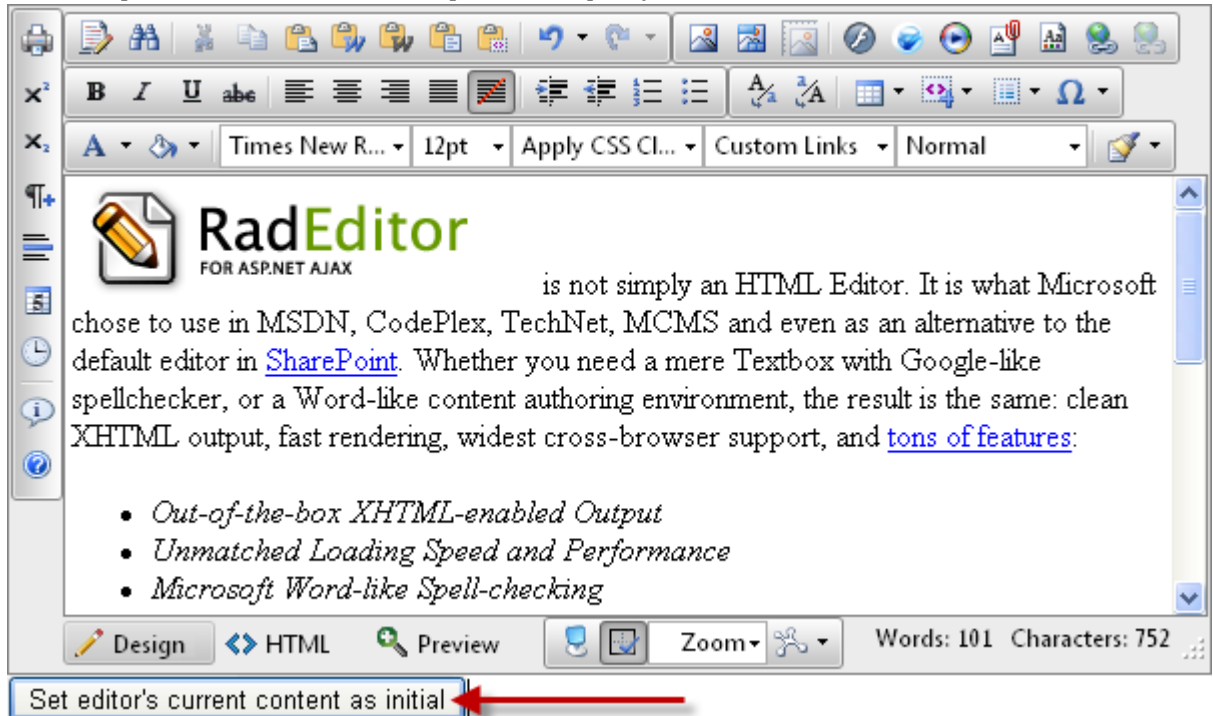 B I U abc
A Times New R... 12pt Apply CSS Cl... Custom Links Normal
RadEditor
FOR ASP.NET AJAX
is not simply an HTML Editor. It is what Microsoft
chose to use in MSDN, CodePlex, TechNet, MCMS and even as an alternative to the
default editor in SharePoint. Whether you need a mere Textbox with Google-like
spellchecker, or a Word-like content authoring environment, the result is the same: clean
XHTML output, fast rendering, widest cross-browser support, and tons of features:
• Out-of-the-box XHTML-enabled Output
• Unmatched Loading Speed and Performance
• Microsoft Word-like Spell-checking
Design HTML Preview Zoom Words: 101 Characters: 752
Set editor's current content as initial